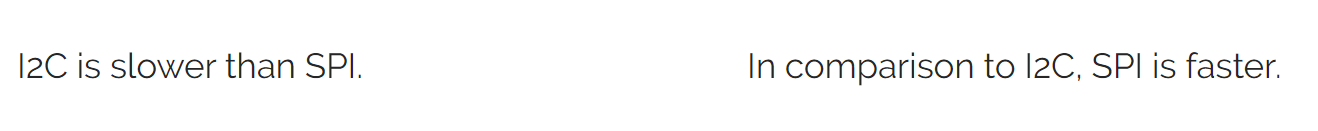 I2C is slower than SPI.
In comparison to I2C, SPI is faster.